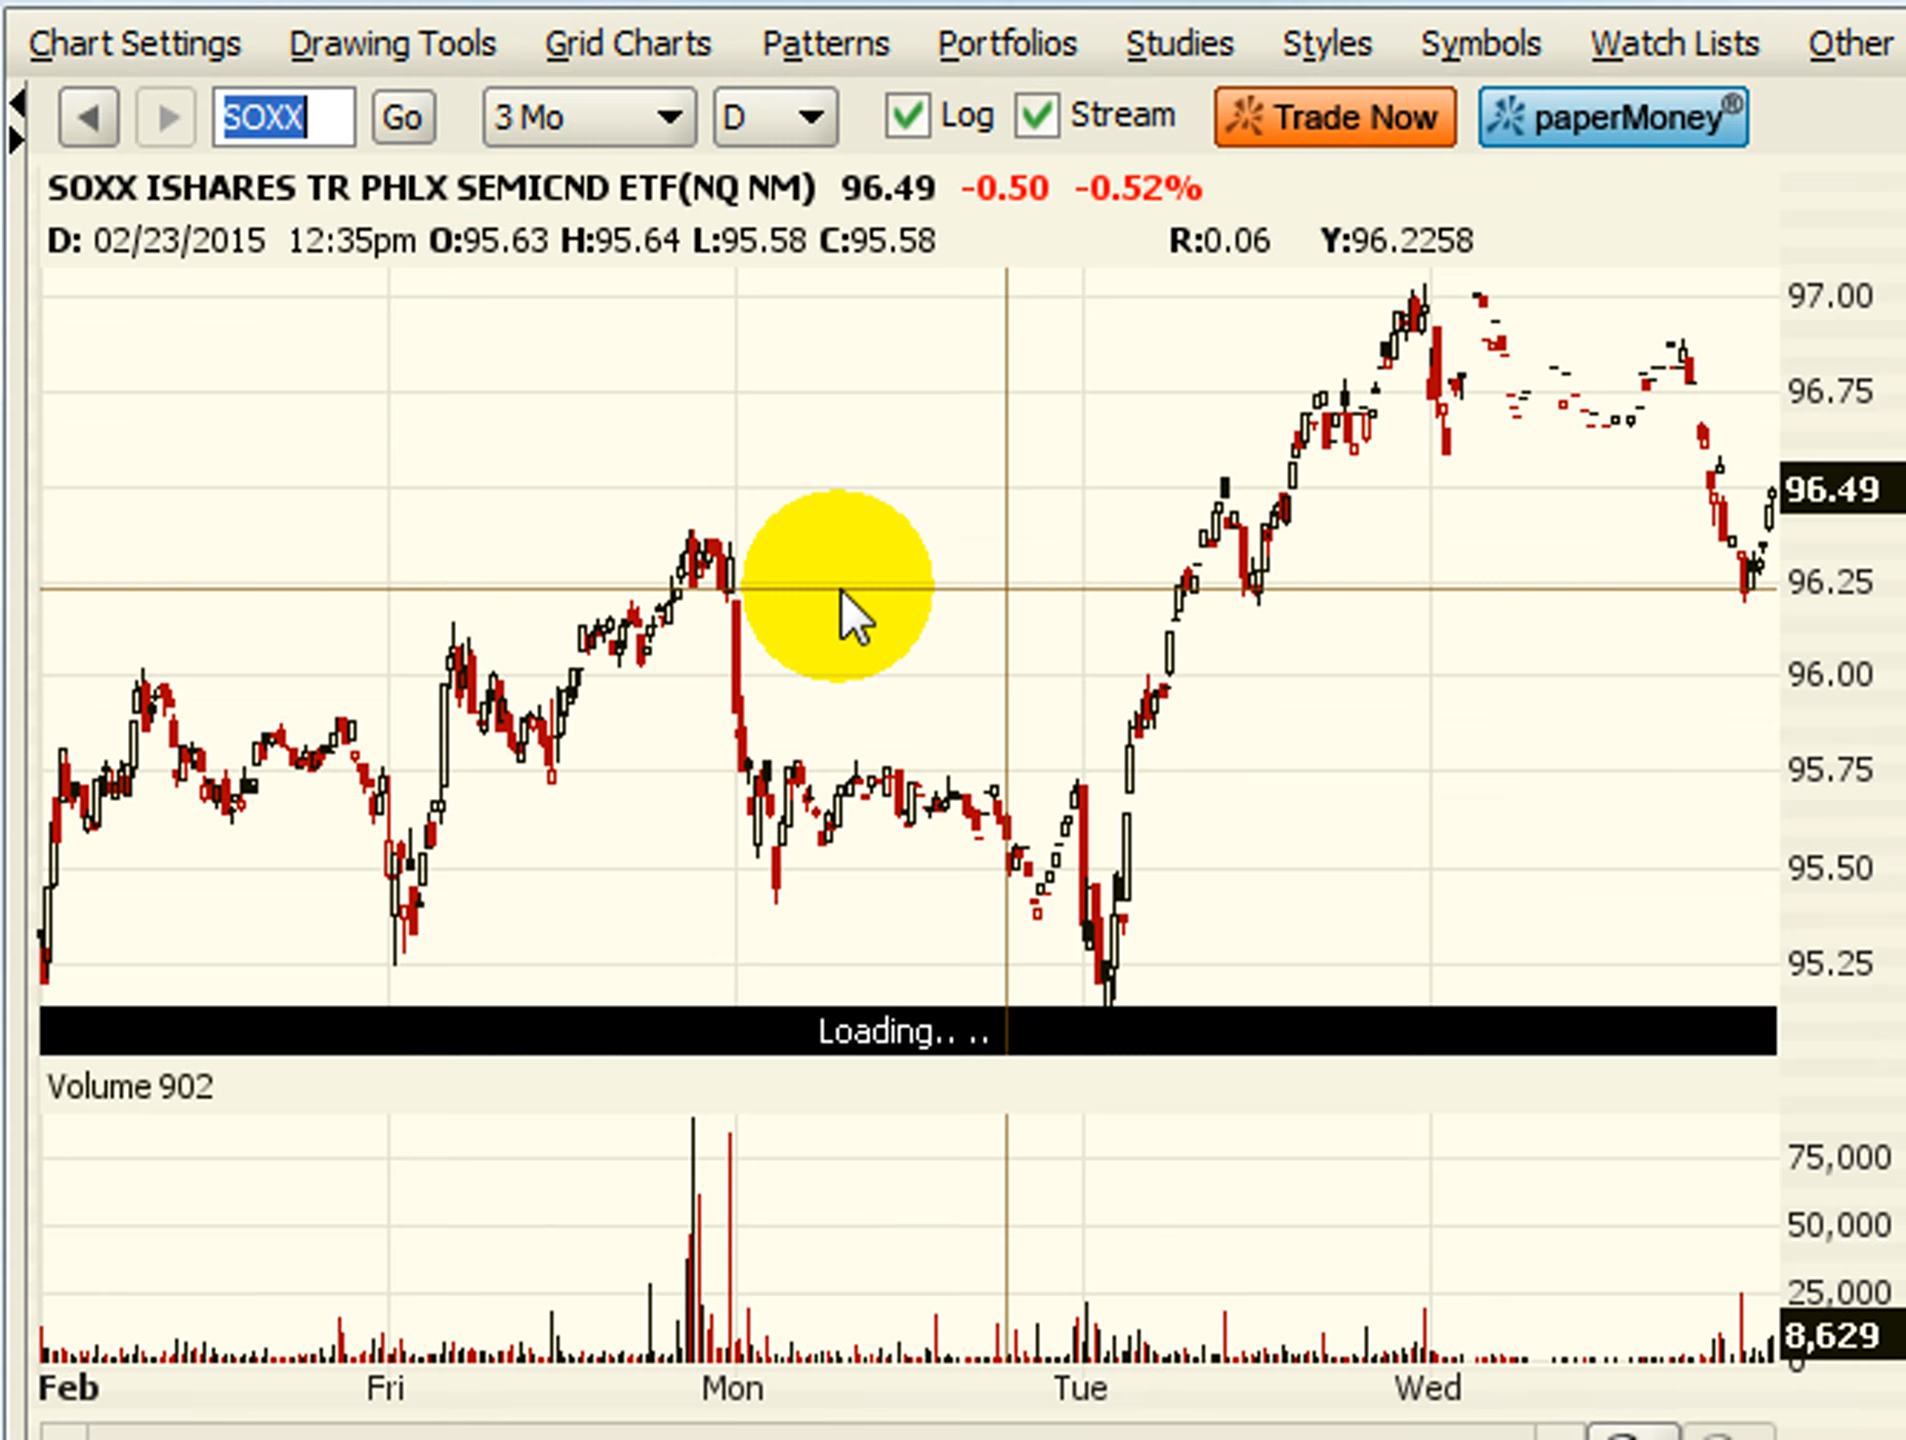 Chart Settings Drawing Tools Grid Charts Patterns Portfolios Studies Styles Symbols Watch Lists Other
SOXX Go 3 Mo D Log Stream Trade Now paperMoney®
SOXX ISHARES TR PHLX SEMICND ETF(NQ NM) 96.49 -0.50 -0.52%
D: 02/23/2015 12:35pm O:95.63 H:95.64 L:95.58 C:95.58 R:0.06 Y:96.2258
97.00
96.75
96.49
96.25
96.00
95.75
95.50
95.25
Loading.. ..
Volume 902
75,000
50,000
25,000
8,629
0
Feb Fri Mon Tue Wed